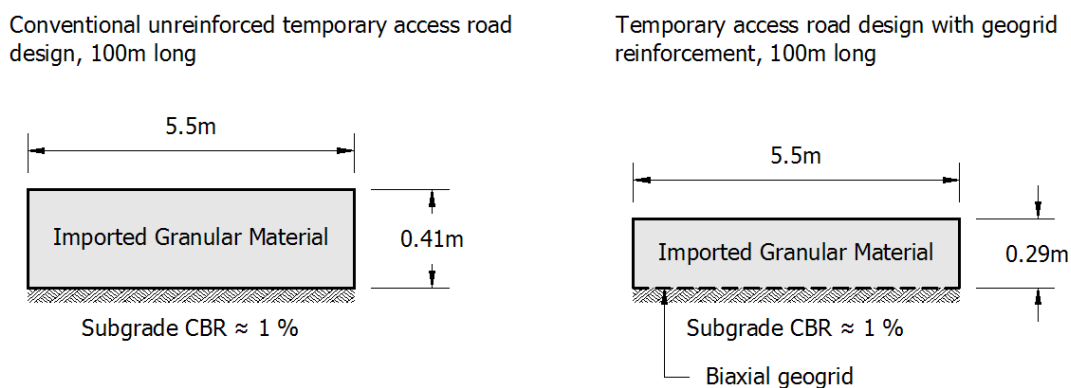 Conventional unreinforced temporary access road
design, 100m long
5.5m
Imported Granular Material
0.41m
Subgrade CBR ≈ 1 %
Temporary access road design with geogrid
reinforcement, 100m long
5.5m
Imported Granular Material
0.29m
Subgrade CBR ≈ 1 %
Biaxial geogrid